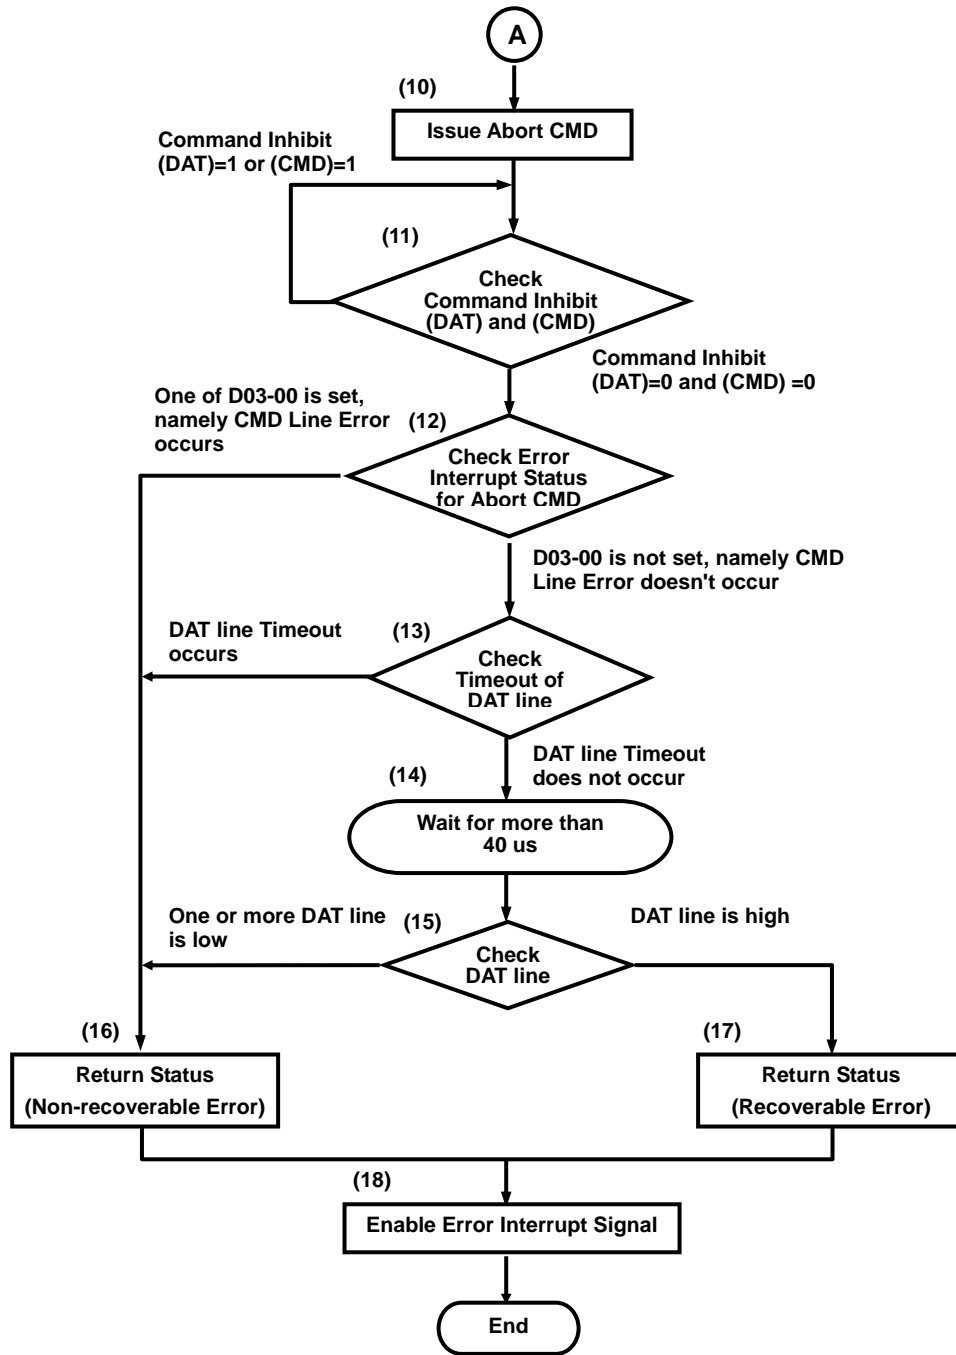 A
(10)
Issue Abort CMD
Command Inhibit
(DAT)=1 or (CMD)=1
(11)
Check
Command Inhibit
(DAT) and (CMD)
Command Inhibit
(DAT)=0 and (CMD) =0
One of D03-00 is set,
namely CMD Line Error
occurs
(12)
Check Error
Interrupt Status
for Abort CMD
D03-00 is not set, namely CMD
Line Error doesn't occur
DAT line Timeout
occurs
(13)
Check
Timeout of
DAT line
DAT line Timeout
does not occur
(14)
Wait for more than
40 us
One or more DAT line
is low
(15)
Check
DAT line
DAT line is high
(16)
Return Status
(Non-recoverable Error)
(17)
Return Status
(Recoverable Error)
(18)
Enable Error Interrupt Signal
End